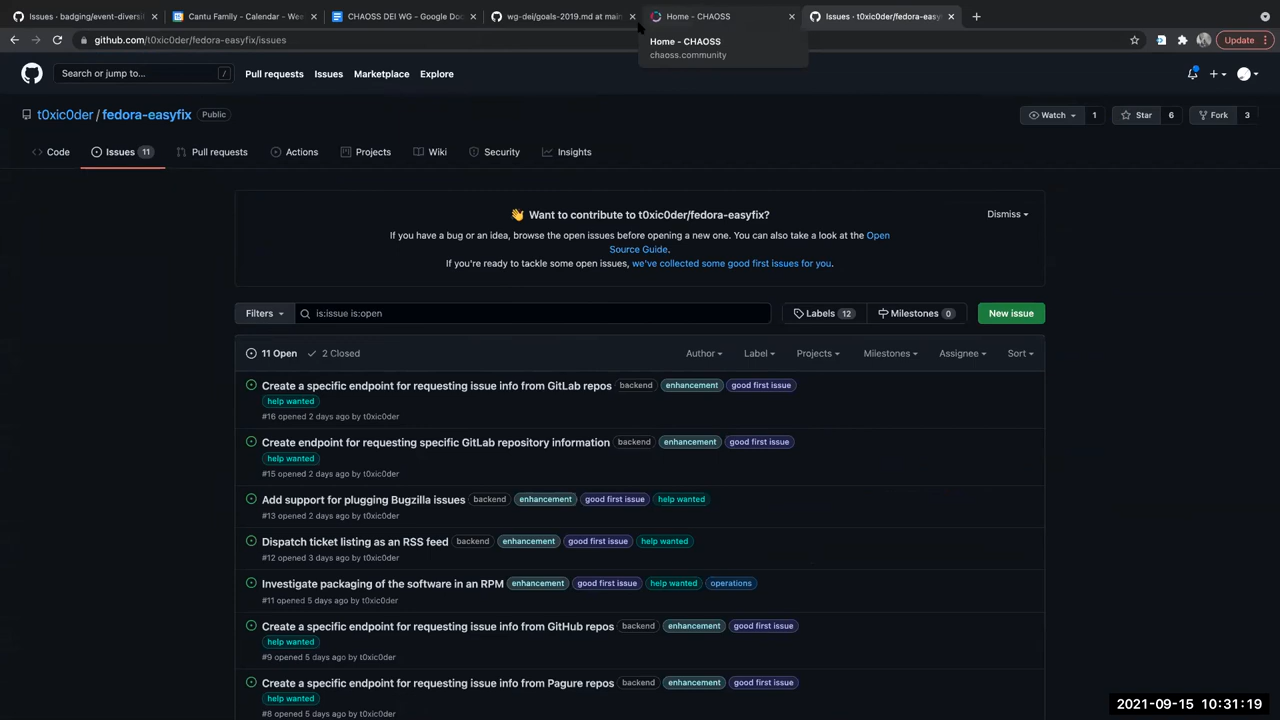 Issues · badging/event-diversi
Cantu Family - Calendar - Wee
CHAOSS DEI WG - Google Doc
wg-dei/goals-2019.md at main
Home - CHAOSS
Issues · t0xic0der/fedora-easyfi
github.com/t0xic0der/fedora-easyfix/issues
Home - CHAOSS
chaoss.community
Update
Search or jump to...
/
Pull requests
Issues
Marketplace
Explore
t0xic0der / fedora-easyfix
Public
Watch
1
Star
6
Fork
3
Code
Issues 11
Pull requests
Actions
Projects
Wiki
Security
Insights
👋 Want to contribute to t0xic0der/fedora-easyfix?
Dismiss
If you have a bug or an idea, browse the open issues before opening a new one. You can also take a look at the Open
Source Guide.
If you're ready to tackle some open issues, we've collected some good first issues for you.
Filters
is:issue is:open
Labels 12
Milestones 0
New issue
11 Open
2 Closed
Author
Label
Projects
Milestones
Assignee
Sort
Create a specific endpoint for requesting issue info from GitLab repos backend enhancement good first issue
help wanted
#16 opened 2 days ago by t0xic0der
Create endpoint for requesting specific GitLab repository information backend enhancement good first issue
help wanted
#15 opened 2 days ago by t0xic0der
Add support for plugging Bugzilla issues backend enhancement good first issue help wanted
#13 opened 2 days ago by t0xic0der
Dispatch ticket listing as an RSS feed backend enhancement good first issue help wanted
#12 opened 3 days ago by t0xic0der
Investigate packaging of the software in an RPM enhancement good first issue help wanted operations
#11 opened 5 days ago by t0xic0der
Create a specific endpoint for requesting issue info from GitHub repos backend enhancement good first issue
help wanted
#9 opened 5 days ago by t0xic0der
Create a specific endpoint for requesting issue info from Pagure repos backend enhancement good first issue
help wanted
#8 opened 5 days ago by t0xic0der
2021-09-15 10:31:19